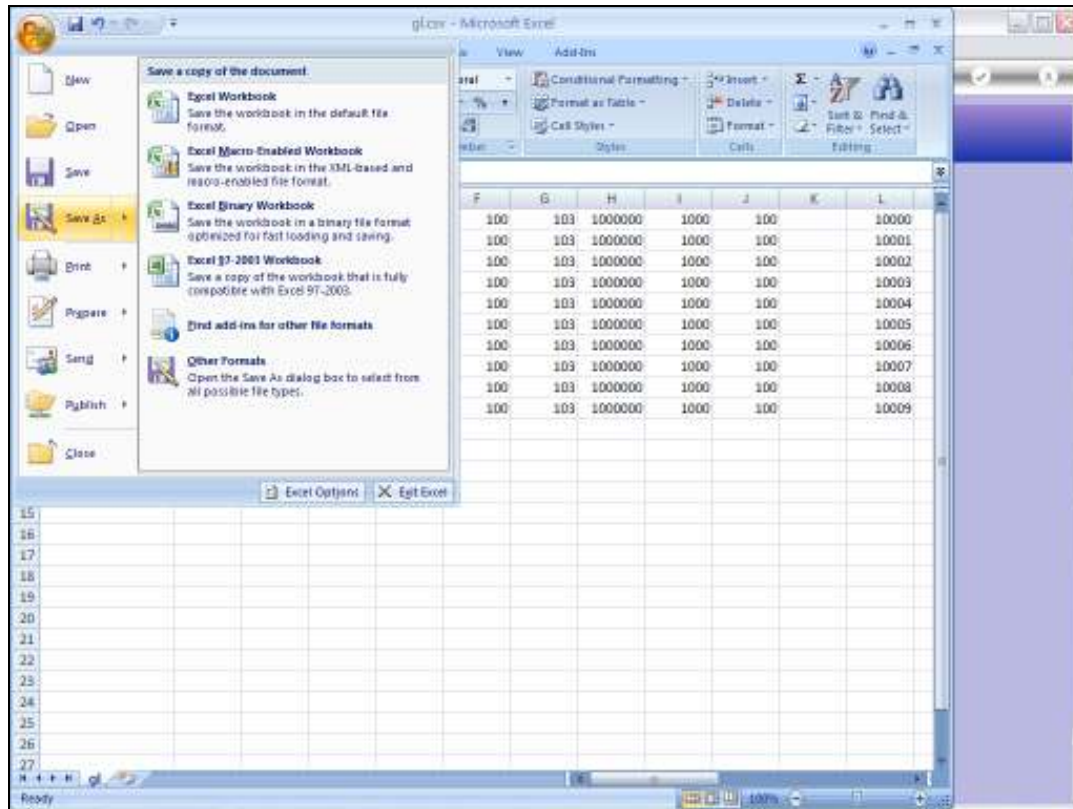 gl.csv - Microsoft Excel
View Add-Ins
Conditional Formatting
Format as Table
Cell Styles
Styles
Insert
Delete
Format
Cells
Σ
Sort & Filter
Find & Select
Editing
New
Open
Save
Save As
Print
Prepare
Send
Publish
Close
Save a copy of the document
Excel Workbook
Save the workbook in the default file
format.
Excel Macro-Enabled Workbook
Save the workbook in the XML-based and
macro-enabled file format.
Excel Binary Workbook
Save the workbook in a binary file format
optimized for fast loading and saving.
Excel 97-2003 Workbook
Save a copy of the workbook that is fully
compatible with Excel 97-2003.
Find add-ins for other file formats
Other Formats
Open the Save As dialog box to select from
all possible file types.
Excel Options Exit Excel
F G H I J K L
100 103 1000000 1000 100 10000
100 103 1000000 1000 100 10001
100 103 1000000 1000 100 10002
100 103 1000000 1000 100 10003
100 103 1000000 1000 100 10004
100 103 1000000 1000 100 10005
100 103 1000000 1000 100 10006
100 103 1000000 1000 100 10007
100 103 1000000 1000 100 10008
100 103 1000000 1000 100 10009
15
16
17
18
19
20
21
22
23
24
25
26
27
gl
Ready 100%